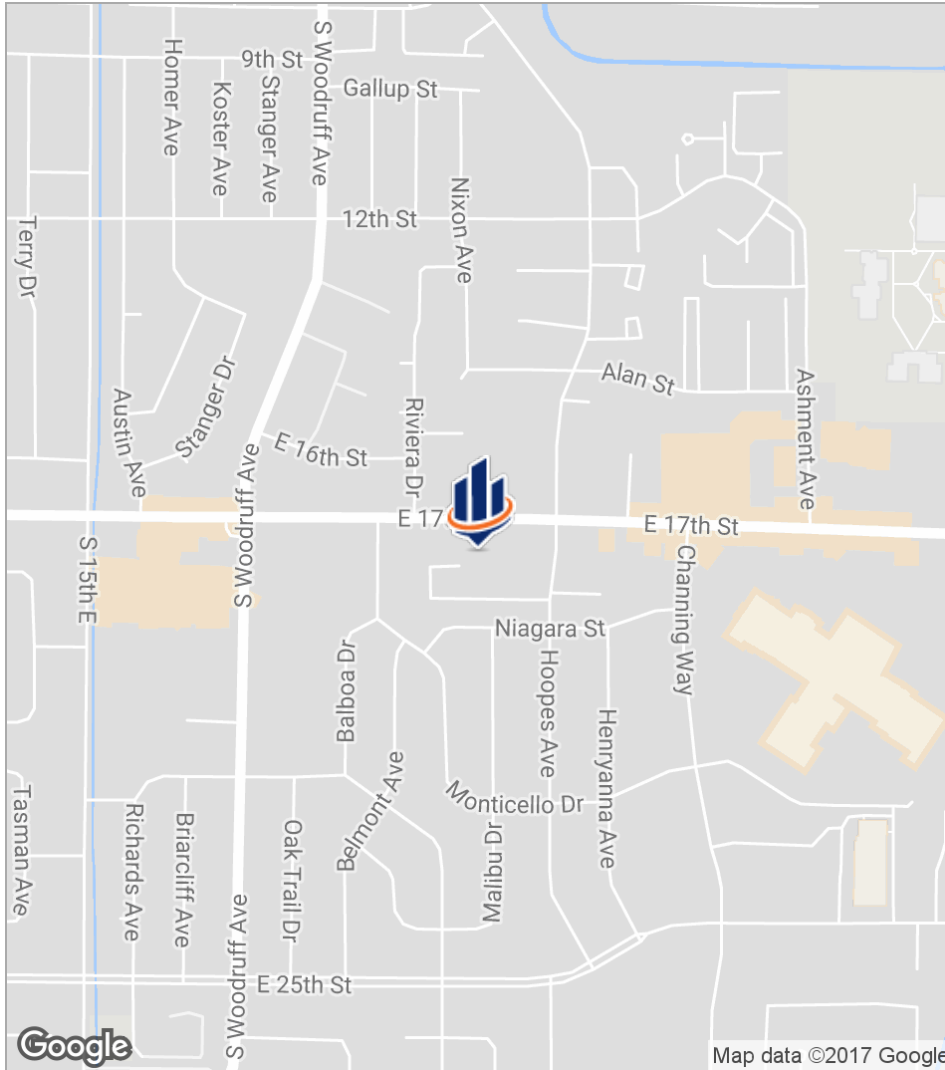 S Woodruff Ave
9th St
Homer Ave
Koster Ave
Stanger Ave
Gallup St
Nixon Ave
12th St
Terry Dr
Stanger Dr
Austin Ave
Riviera Dr
Alan St
Ashment Ave
E 16th St
S Woodruff Ave
E 17
E 17th St
S 15th E
Channing Way
Niagara St
Balboa Dr
Hoopes Ave
Henryanna Ave
Belmont Ave
Monticello Dr
Malibu Dr
Tasman Ave
Richards Ave
Briarcliff Ave
Oak Trail Dr
S Woodruff Ave
E 25th St
Google
Map data ©2017 Google